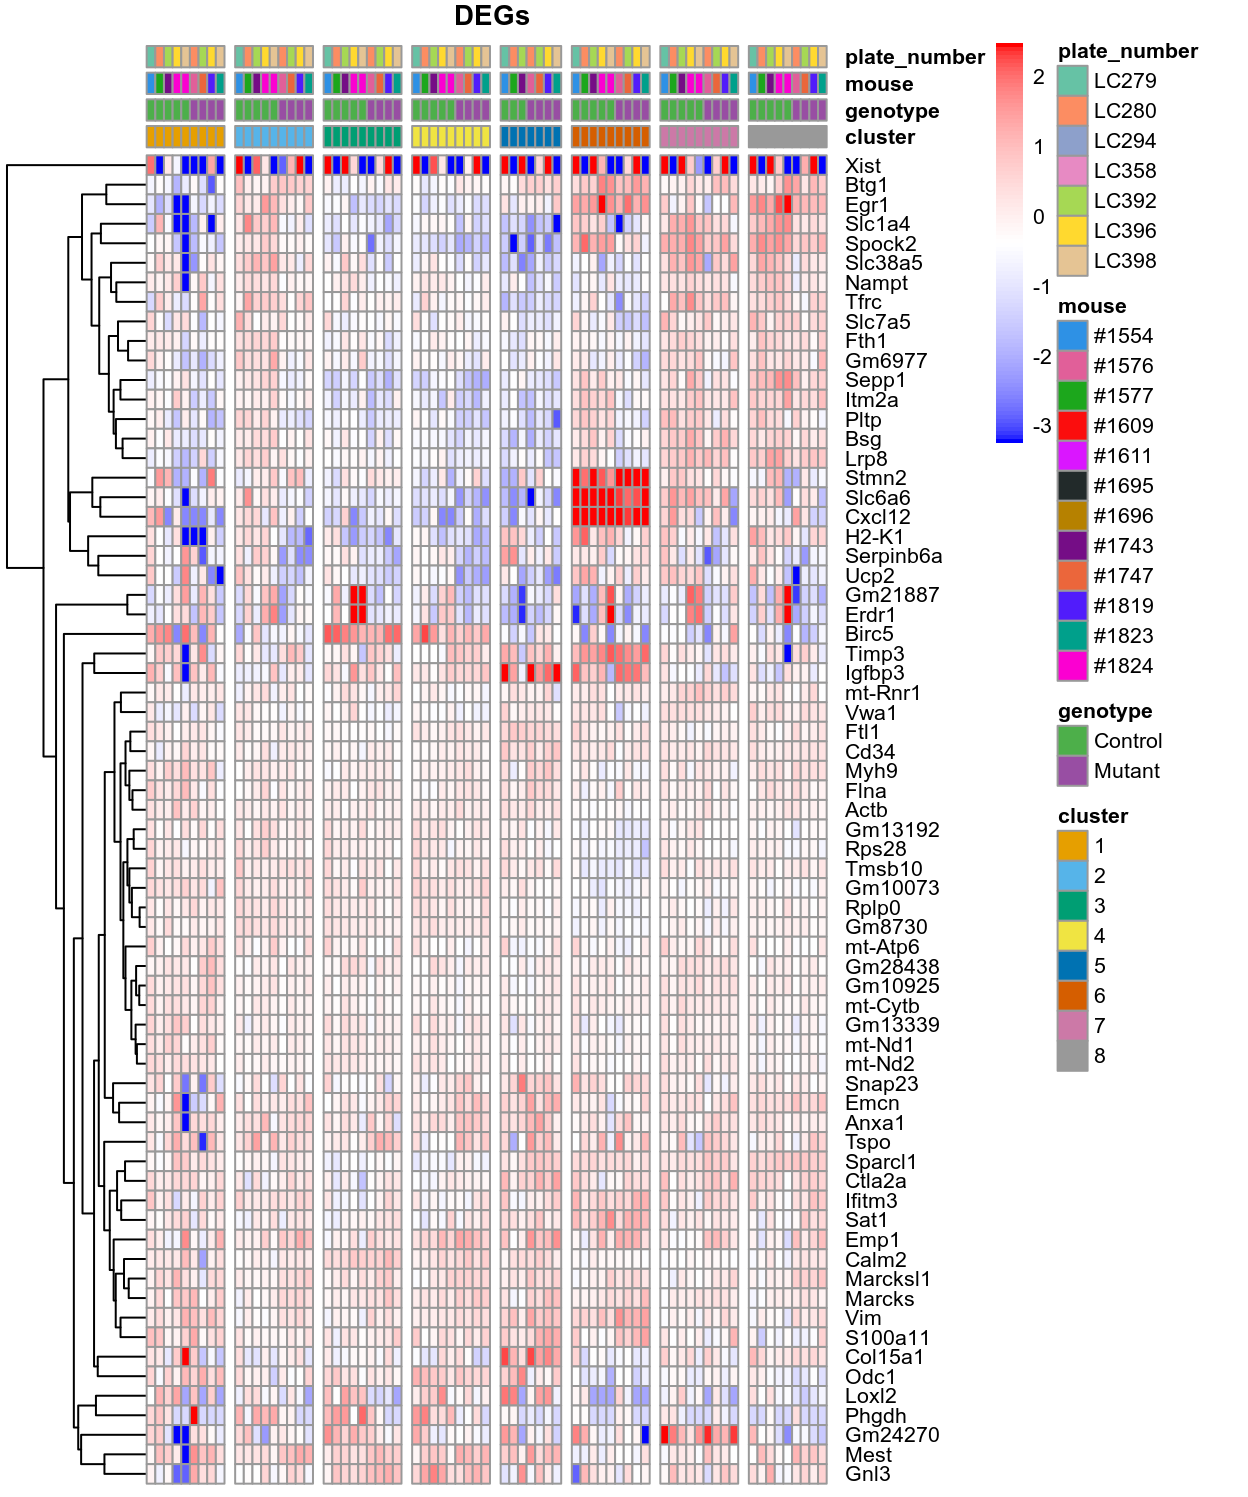 DEGs
plate_number
mouse
genotype
cluster
Xist
Btg1
Egr1
Slc1a4
Spock2
Slc38a5
Nampt
Tfrc
Slc7a5
Fth1
Gm6977
Sepp1
Itm2a
Pltp
Bsg
Lrp8
Stmn2
Slc6a6
Cxcl12
H2-K1
Serpinb6a
Ucp2
Gm21887
Erdr1
Birc5
Timp3
Igfbp3
mt-Rnr1
Vwa1
Ftl1
Cd34
Myh9
Flna
Actb
Gm13192
Rps28
Tmsb10
Gm10073
Rplp0
Gm8730
mt-Atp6
Gm28438
Gm10925
mt-Cytb
Gm13339
mt-Nd1
mt-Nd2
Snap23
Emcn
Anxa1
Tspo
Sparcl1
Ctla2a
Ifitm3
Sat1
Emp1
Calm2
Marcksl1
Marcks
Vim
S100a11
Col15a1
Odc1
Loxl2
Phgdh
Gm24270
Mest
Gnl3
2
1
0
-1
-2
-3
plate_number
LC279
LC280
LC294
LC358
LC392
LC396
LC398
mouse
#1554
#1576
#1577
#1609
#1611
#1695
#1696
#1743
#1747
#1819
#1823
#1824
genotype
Control
Mutant
cluster
1
2
3
4
5
6
7
8